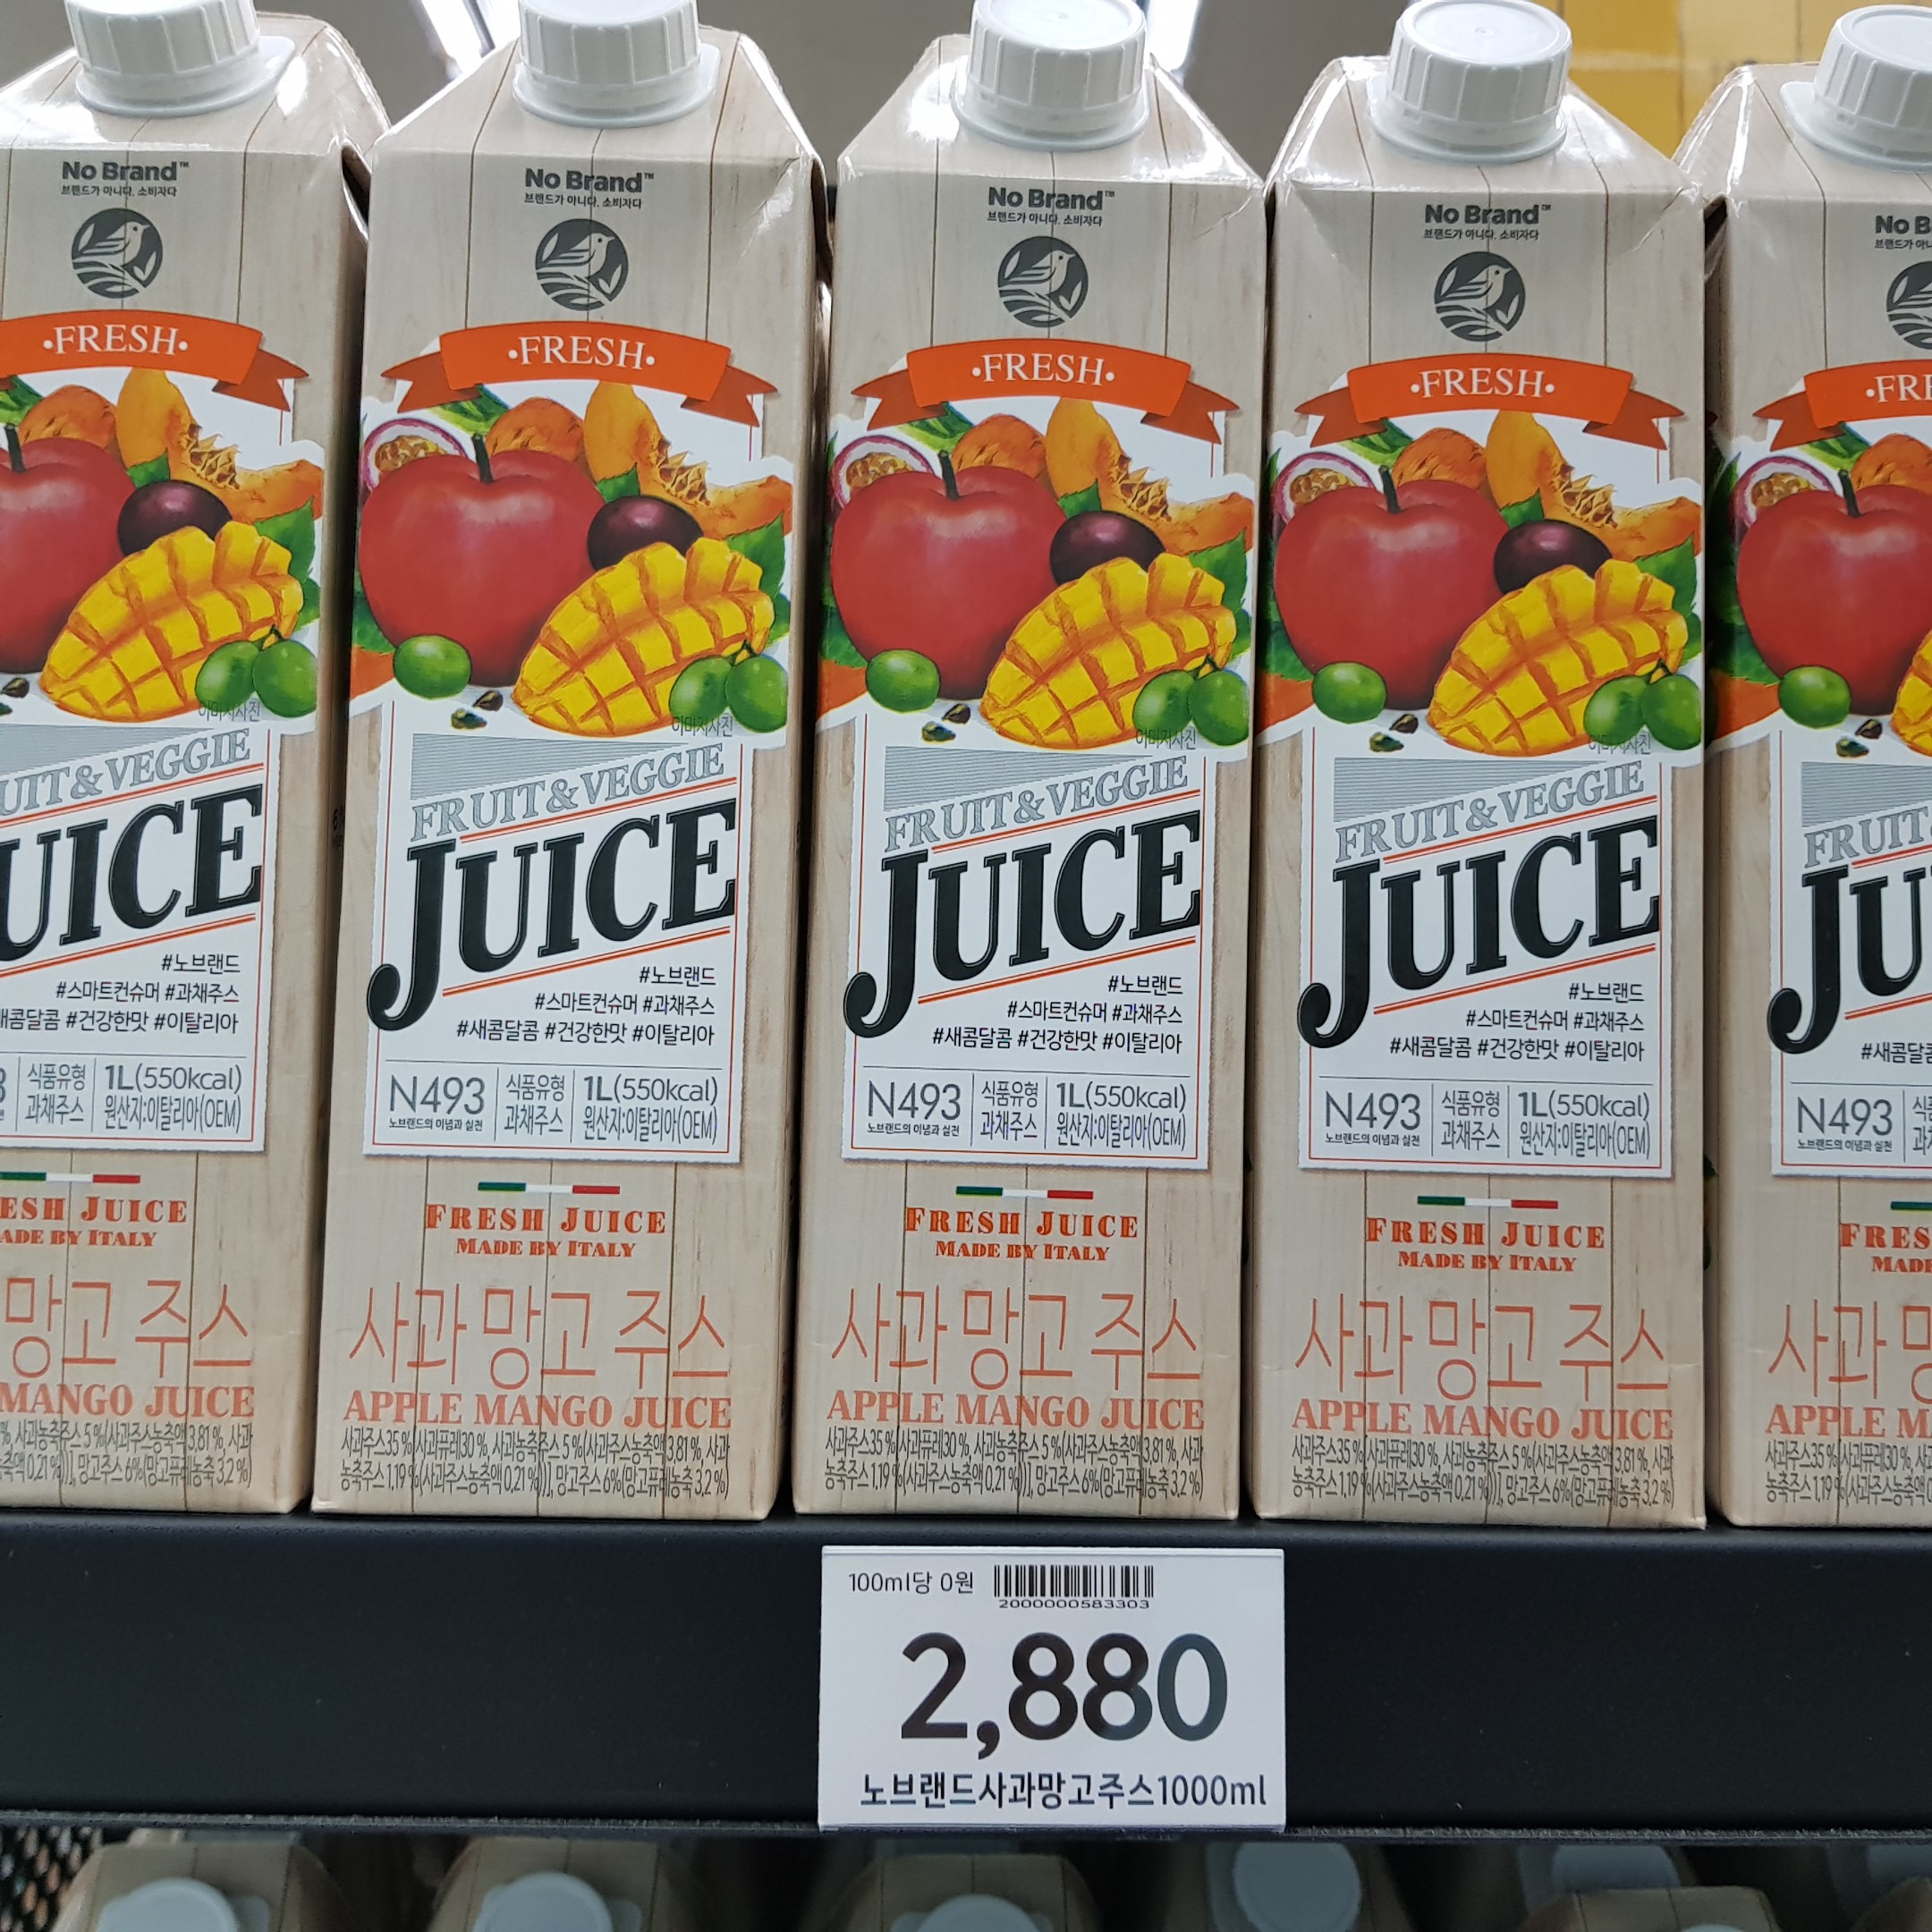 No Brand™
브랜드가 아니다. 소비자다
·FRESH·
이미지사진
FRUIT&VEGGIE
JUICE
#노브랜드
#스마트컨슈머 #과채주스
#새콤달콤 #건강한맛 #이탈리아
N493
노브랜드의 이념과 실천
식품유형
과채주스
1L(550kcal)
원산지:이탈리아(OEM)
FRESH JUICE
MADE BY ITALY
사과 망고 주스
APPLE MANGO JUICE
사과주스35%[사과퓨레30%, 사과농축주스5%(사과주스농축액3.81%, 사과
농축주스1.19%(사과주스농축액0.21%))], 망고주스6%(망고퓨레농축3.2%)
100ml당 0원
2000000583303
2,880
노브랜드사과망고주스1000ml